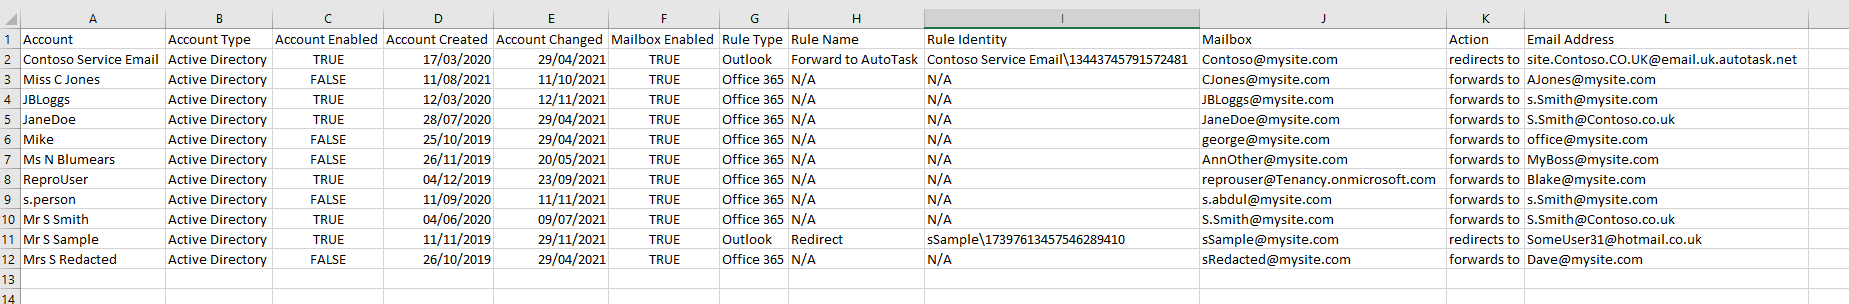 A B C D E F G H I J K L
1 Account Account Type Account Enabled Account Created Account Changed Mailbox Enabled Rule Type Rule Name Rule Identity Mailbox Action Email Address
2 Contoso Service Email Active Directory TRUE 17/03/2020 29/04/2021 TRUE Outlook Forward to AutoTask Contoso Service Email\13443745791572481 Contoso@mysite.com redirects to site.Contoso.CO.UK@email.uk.autotask.net
3 Miss C Jones Active Directory FALSE 11/08/2021 11/10/2021 TRUE Office 365 N/A N/A CJones@mysite.com forwards to AJones@mysite.com
4 JBLoggs Active Directory TRUE 12/03/2020 12/11/2021 TRUE Office 365 N/A N/A JBLoggs@mysite.com forwards to s.Smith@mysite.com
5 JaneDoe Active Directory TRUE 28/07/2020 29/04/2021 TRUE Office 365 N/A N/A JaneDoe@mysite.com forwards to S.Smith@Contoso.co.uk
6 Mike Active Directory FALSE 25/10/2019 29/04/2021 TRUE Office 365 N/A N/A george@mysite.com forwards to office@mysite.com
7 Ms N Blumears Active Directory FALSE 26/11/2019 20/05/2021 TRUE Office 365 N/A N/A AnnOther@mysite.com forwards to MyBoss@mysite.com
8 ReproUser Active Directory TRUE 04/12/2019 23/09/2021 TRUE Office 365 N/A N/A reprouser@Tenancy.onmicrosoft.com forwards to Blake@mysite.com
9 s.person Active Directory FALSE 11/09/2020 11/11/2021 TRUE Office 365 N/A N/A s.abdul@mysite.com forwards to s.Smith@mysite.com
10 Mr S Smith Active Directory TRUE 04/06/2020 09/07/2021 TRUE Office 365 N/A N/A S.Smith@mysite.com forwards to S.Smith@Contoso.co.uk
11 Mr S Sample Active Directory TRUE 11/11/2019 29/11/2021 TRUE Outlook Redirect sSample\17397613457546289410 sSample@mysite.com redirects to SomeUser31@hotmail.co.uk
12 Mrs S Redacted Active Directory FALSE 26/10/2019 29/04/2021 TRUE Office 365 N/A N/A sRedacted@mysite.com forwards to Dave@mysite.com
13
14